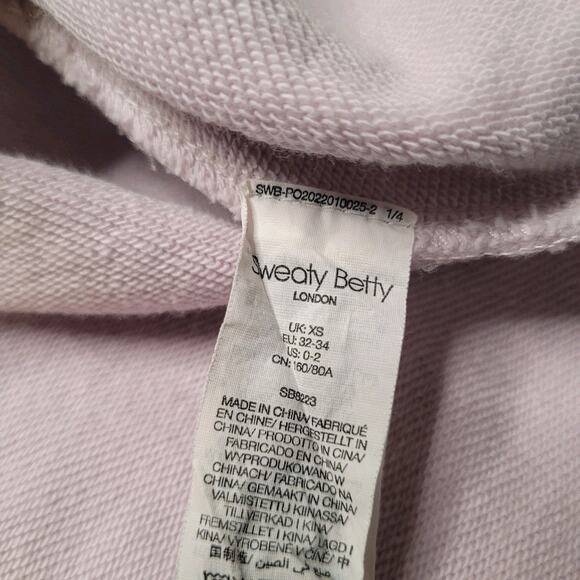 SWB-PO2022010025-2 1/4
Sweaty Betty
LONDON
UK: XS
EU: 32-34
US: 0-2
CN: 160/80A
SB8223
MADE IN CHINA/ FABRIQUÉ
EN CHINE/ HERGESTELLT IN
CHINA/ PRODOTTO IN CINA/
FABRICADO EN CHINA/
WYPRODUKOWANO W
CHINACH/ FABRICADO NA
CHINA/ GEMAAKT IN CHINA/
VALMISTETTU KIINASSA/
TILLVERKAD I KINA/
FREMSTILLET I KINA/ LAGD I
KINA/ VYROBENÉ V ČÍNĚ/ 中
国制造/ صنع في الصين